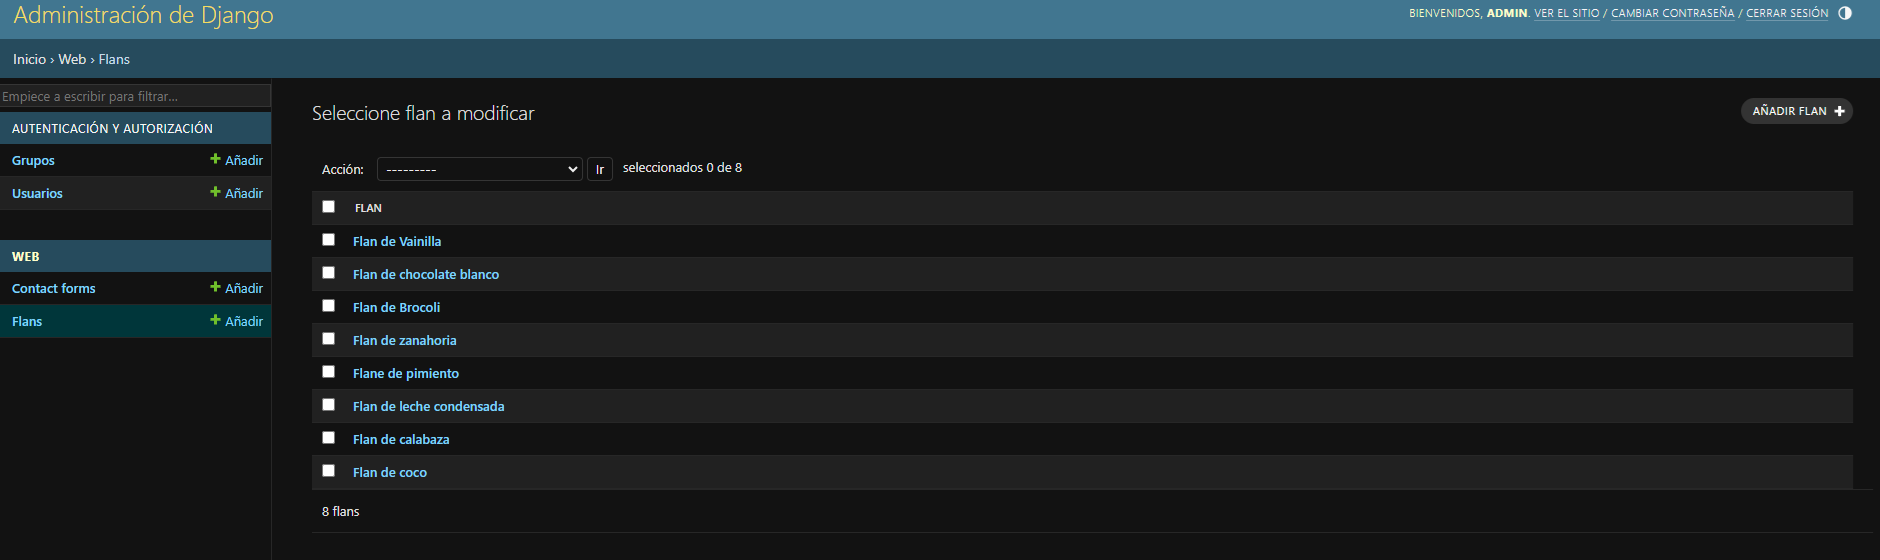 Administración de Django
BIENVENIDOS, ADMIN. VER EL SITIO / CAMBIAR CONTRASEÑA / CERRAR SESIÓN
Inicio › Web › Flans
Empiece a escribir para filtrar...
AUTENTICACIÓN Y AUTORIZACIÓN
Grupos + Añadir
Usuarios + Añadir
WEB
Contact forms + Añadir
Flans + Añadir
Seleccione flan a modificar
AÑADIR FLAN +
Acción: --------- Ir seleccionados 0 de 8
FLAN
Flan de Vainilla
Flan de chocolate blanco
Flan de Brocoli
Flan de zanahoria
Flane de pimiento
Flan de leche condensada
Flan de calabaza
Flan de coco
8 flans